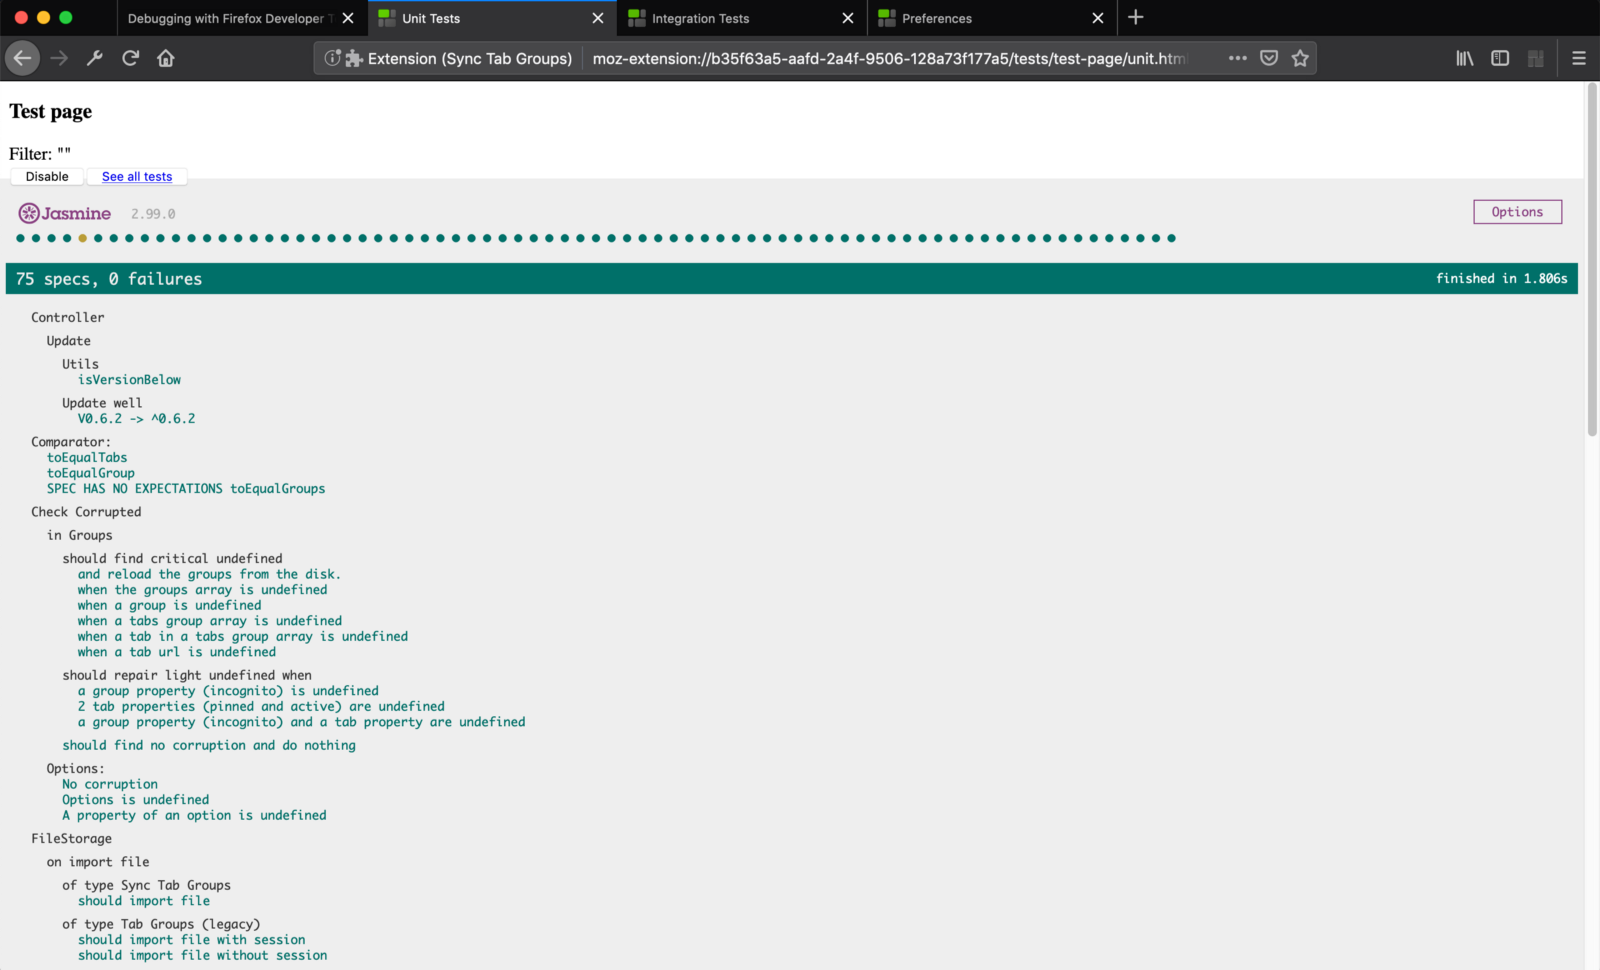 Debugging with Firefox Developer
Unit Tests
Integration Tests
Preferences
Extension (Sync Tab Groups)
moz-extension://b35f63a5-aafd-2a4f-9506-128a73f177a5/tests/test-page/unit.htm
Test page
Filter: ""
Disable
See all tests
Jasmine 2.99.0
Options
75 specs, 0 failures
finished in 1.806s
Controller
Update
Utils
isVersionBelow
Update well
V0.6.2 -> ^0.6.2
Comparator:
toEqualTabs
toEqualGroup
SPEC HAS NO EXPECTATIONS toEqualGroups
Check Corrupted
in Groups
should find critical undefined
and reload the groups from the disk.
when the groups array is undefined
when a group is undefined
when a tabs group array is undefined
when a tab in a tabs group array is undefined
when a tab url is undefined
should repair light undefined when
a group property (incognito) is undefined
2 tab properties (pinned and active) are undefined
a group property (incognito) and a tab property are undefined
should find no corruption and do nothing
Options:
No corruption
Options is undefined
A property of an option is undefined
FileStorage
on import file
of type Sync Tab Groups
should import file
of type Tab Groups (legacy)
should import file with session
should import file without session